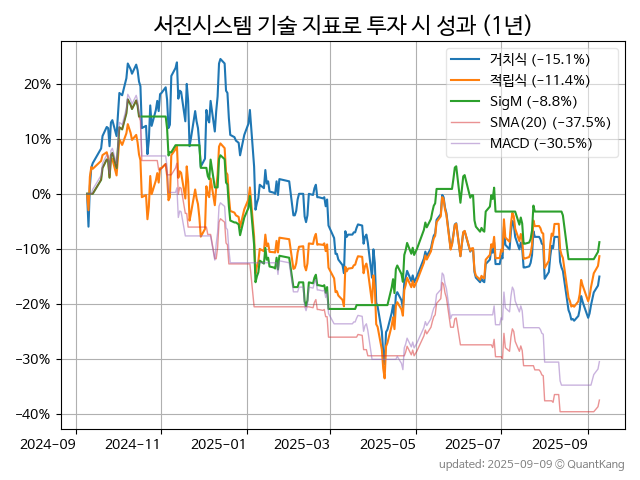 서진시스템 기술 지표로 투자 시 성과 (1년)
거치식 (−15.1%)
적립식 (−11.4%)
SigM (−8.8%)
SMA(20) (−37.5%)
MACD (−30.5%)
20%
10%
0%
−10%
−20%
−30%
−40%
2024-09 2024-11 2025-01 2025-03 2025-05 2025-07 2025-09
updated: 2025-09-09 ⓒ QuantKang